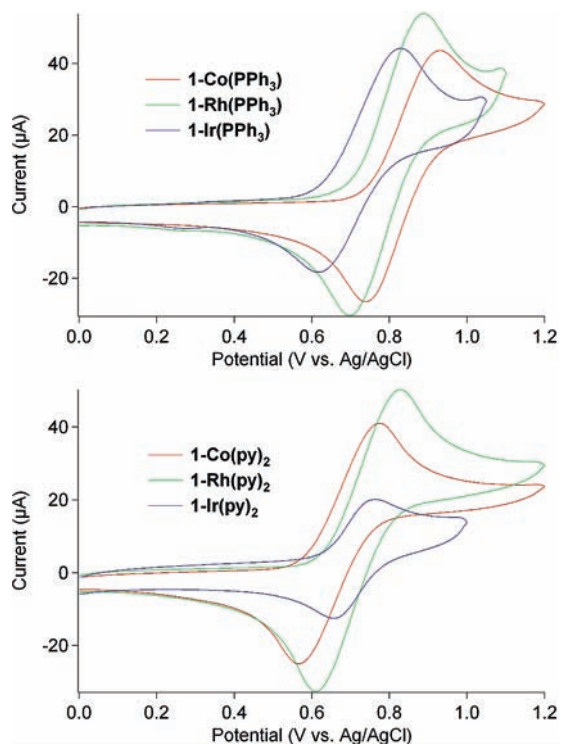 40
20
0
-20
Current (µA)
1-Co(PPh₃)
1-Rh(PPh₃)
1-Ir(PPh₃)
0.0 0.2 0.4 0.6 0.8 1.0 1.2
Potential (V vs. Ag/AgCl)
40
20
0
-20
Current (µA)
1-Co(py)₂
1-Rh(py)₂
1-Ir(py)₂
0.0 0.2 0.4 0.6 0.8 1.0 1.2
Potential (V vs. Ag/AgCl)